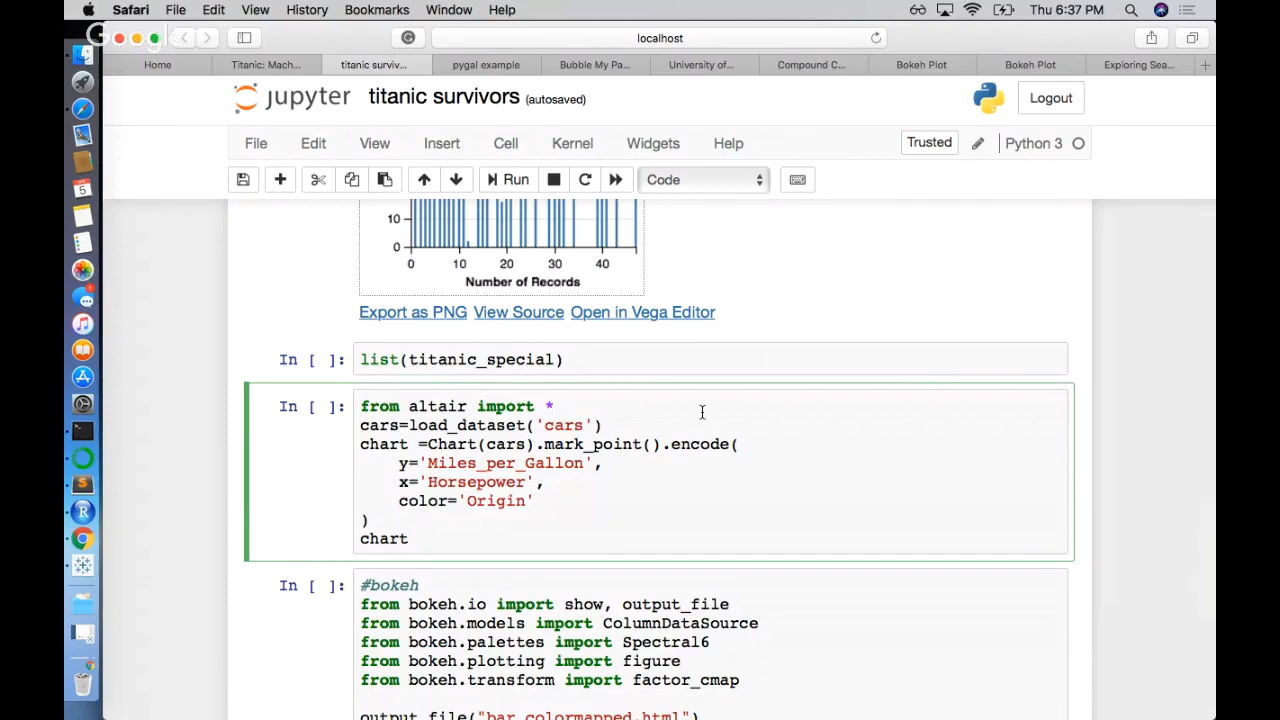 Safari File Edit View History Bookmarks Window Help Thu 6:37 PM
Google
localhost
Home Titanic: Mach... titanic surviv... pygal example Bubble My Pa... University of... Compound C... Bokeh Plot Bokeh Plot Exploring Sea... +
jupyter titanic survivors (autosaved) Logout
File Edit View Insert Cell Kernel Widgets Help Trusted Python 3
Run Code
10
0
0 10 20 30 40
Number of Records
Export as PNG View Source Open in Vega Editor
In [ ]: list(titanic_special)
In [ ]: from altair import *
cars=load_dataset('cars')
chart =Chart(cars).mark_point().encode(
y='Miles_per_Gallon',
x='Horsepower',
color='Origin'
)
chart
In [ ]: #bokeh
from bokeh.io import show, output_file
from bokeh.models import ColumnDataSource
from bokeh.palettes import Spectral6
from bokeh.plotting import figure
from bokeh.transform import factor_cmap
output_file("bar_colormapped.html")